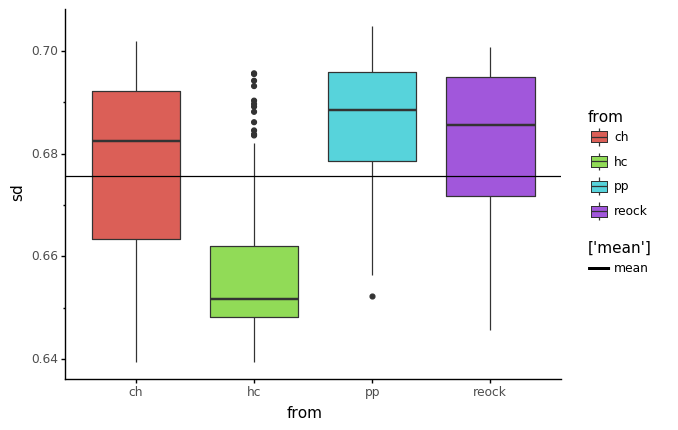 0.70
0.68
0.66
0.64
sd
ch
hc
pp
reock
from
from
ch
hc
pp
reock
['mean']
mean